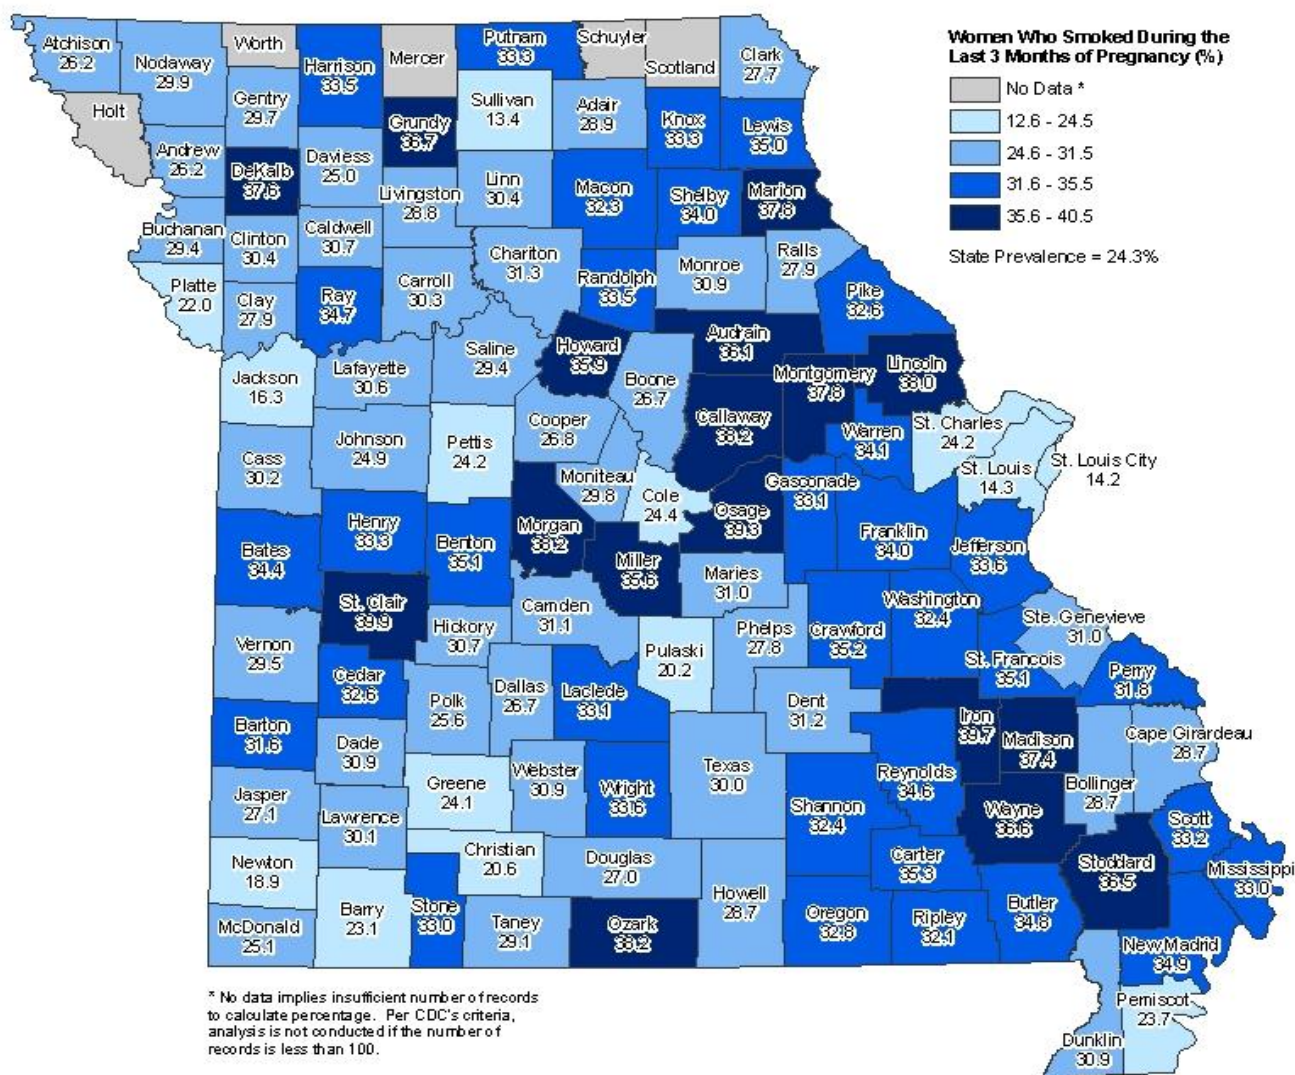 Women Who Smoked During the
Last 3 Months of Pregnancy (%)
No Data *
12.6 - 24.5
24.6 - 31.5
31.6 - 35.5
35.6 - 40.5
State Prevalence = 24.3%
Atchison
26.2
Nodaway
29.9
Worth
Harrison
33.5
Mercer
Putnam
33.3
Schuyler
Scotland
Clark
27.7
Holt
Gentry
29.7
Grundy
36.7
Sullivan
13.4
Adair
28.9
Knox
33.3
Lewis
35.0
Andrew
26.2
DeKalb
37.6
Daviess
25.0
Livingston
28.8
Linn
30.4
Macon
32.3
Shelby
34.0
Marion
37.8
Buchanan
29.4
Clinton
30.4
Caldwell
30.7
Chariton
31.3
Randolph
33.5
Monroe
30.9
Ralls
27.9
Platte
22.0
Clay
27.9
Ray
34.7
Carroll
30.3
Pike
32.6
Jackson
16.3
Lafayette
30.6
Saline
29.4
Howard
35.9
Boone
26.7
Audrain
36.1
Montgomery
37.8
Lincoln
38.0
Callaway
38.2
Cass
30.2
Johnson
24.9
Pettis
24.2
Cooper
26.8
Warren
34.1
St. Charles
24.2
St. Louis
14.3
St. Louis City
14.2
Moniteau
29.8
Cole
24.4
Osage
39.3
Gasconade
33.1
Franklin
34.0
Jefferson
33.6
Bates
34.4
Henry
33.3
Benton
35.1
Morgan
38.2
Miller
35.6
Maries
31.0
St. Clair
39.9
Camden
31.1
Washington
32.4
Ste. Genevieve
31.0
Vernon
29.5
Hickory
30.7
Pulaski
20.2
Phelps
27.8
Crawford
35.2
St. Francois
35.1
Perry
31.8
Cedar
32.6
Polk
25.6
Dallas
26.7
Laclede
33.1
Dent
31.2
Iron
39.7
Madison
37.4
Cape Girardeau
28.7
Barton
31.6
Dade
30.9
Greene
24.1
Webster
30.9
Wright
33.6
Texas
30.0
Shannon
32.4
Reynolds
34.6
Wayne
36.6
Bollinger
28.7
Jasper
27.1
Lawrence
30.1
Scott
33.2
Mississippi
33.0
Newton
18.9
Christian
20.6
Douglas
27.0
Howell
28.7
Carter
35.3
Stoddard
36.5
McDonald
25.1
Barry
23.1
Stone
33.0
Taney
29.1
Ozark
38.2
Oregon
32.8
Ripley
32.1
Butler
34.8
New Madrid
34.9
Pemiscot
23.7
Dunklin
30.9
* No data implies insufficient number of records
to calculate percentage. Per CDC's criteria,
analysis is not conducted if the number of
records is less than 100.